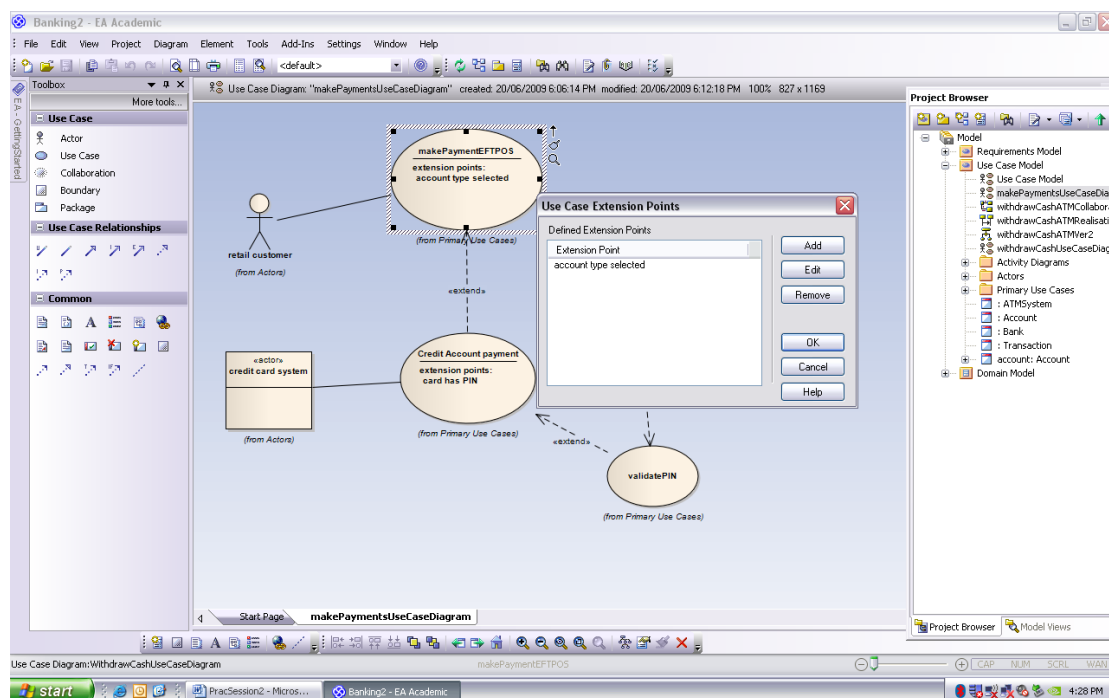 Banking2 - EA Academic
File Edit View Project Diagram Element Tools Add-Ins Settings Window Help
<default>
Toolbox
More tools...
EA - GettingStarted
Use Case
Actor
Use Case
Collaboration
Boundary
Package
Use Case Relationships
Common
Use Case Diagram: "makePaymentsUseCaseDiagram" created: 20/06/2009 6:06:14 PM modified: 20/06/2009 6:12:18 PM 100% 827 x 1169
makePaymentEFTPOS
extension points:
account type selected
(from Primary Use Cases)
retail customer
(from Actors)
«extend»
Credit Account payment
extension points:
card has PIN
(from Primary Use Cases)
«actor»
credit card system
(from Actors)
«extend»
validatePIN
(from Primary Use Cases)
Use Case Extension Points
Defined Extension Points
Extension Point
account type selected
Add
Edit
Remove
OK
Cancel
Help
Project Browser
Model
Requirements Model
Use Case Model
Use Case Model
makePaymentsUseCaseDia
withdrawCashATMCollabor
withdrawCashATMRealisati
withdrawCashATMVer2
withdrawCashUseCaseDiag
Activity Diagrams
Actors
Primary Use Cases
: ATMSystem
: Account
: Bank
: Transaction
account: Account
Domain Model
Project Browser Model Views
Start Page makePaymentsUseCaseDiagram
Use Case Diagram:WithdrawCashUseCaseDiagram makePaymentEFTPOS CAP NUM SCRL WAN
start PracSession2 - Micros... Banking2 - EA Academic 4:28 PM